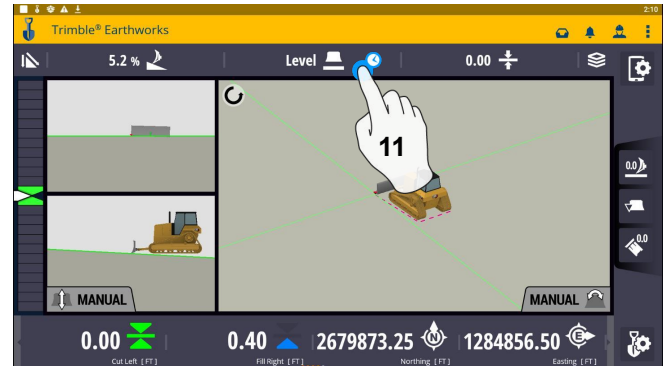 2:10
Trimble® Earthworks
5.2 % Level 0.00
11
0.0
0.0
MANUAL MANUAL
0.00 0.40 2679873.25 1284856.50
Cut Left [FT] Fill Right [FT] Northing [FT] Easting [FT]